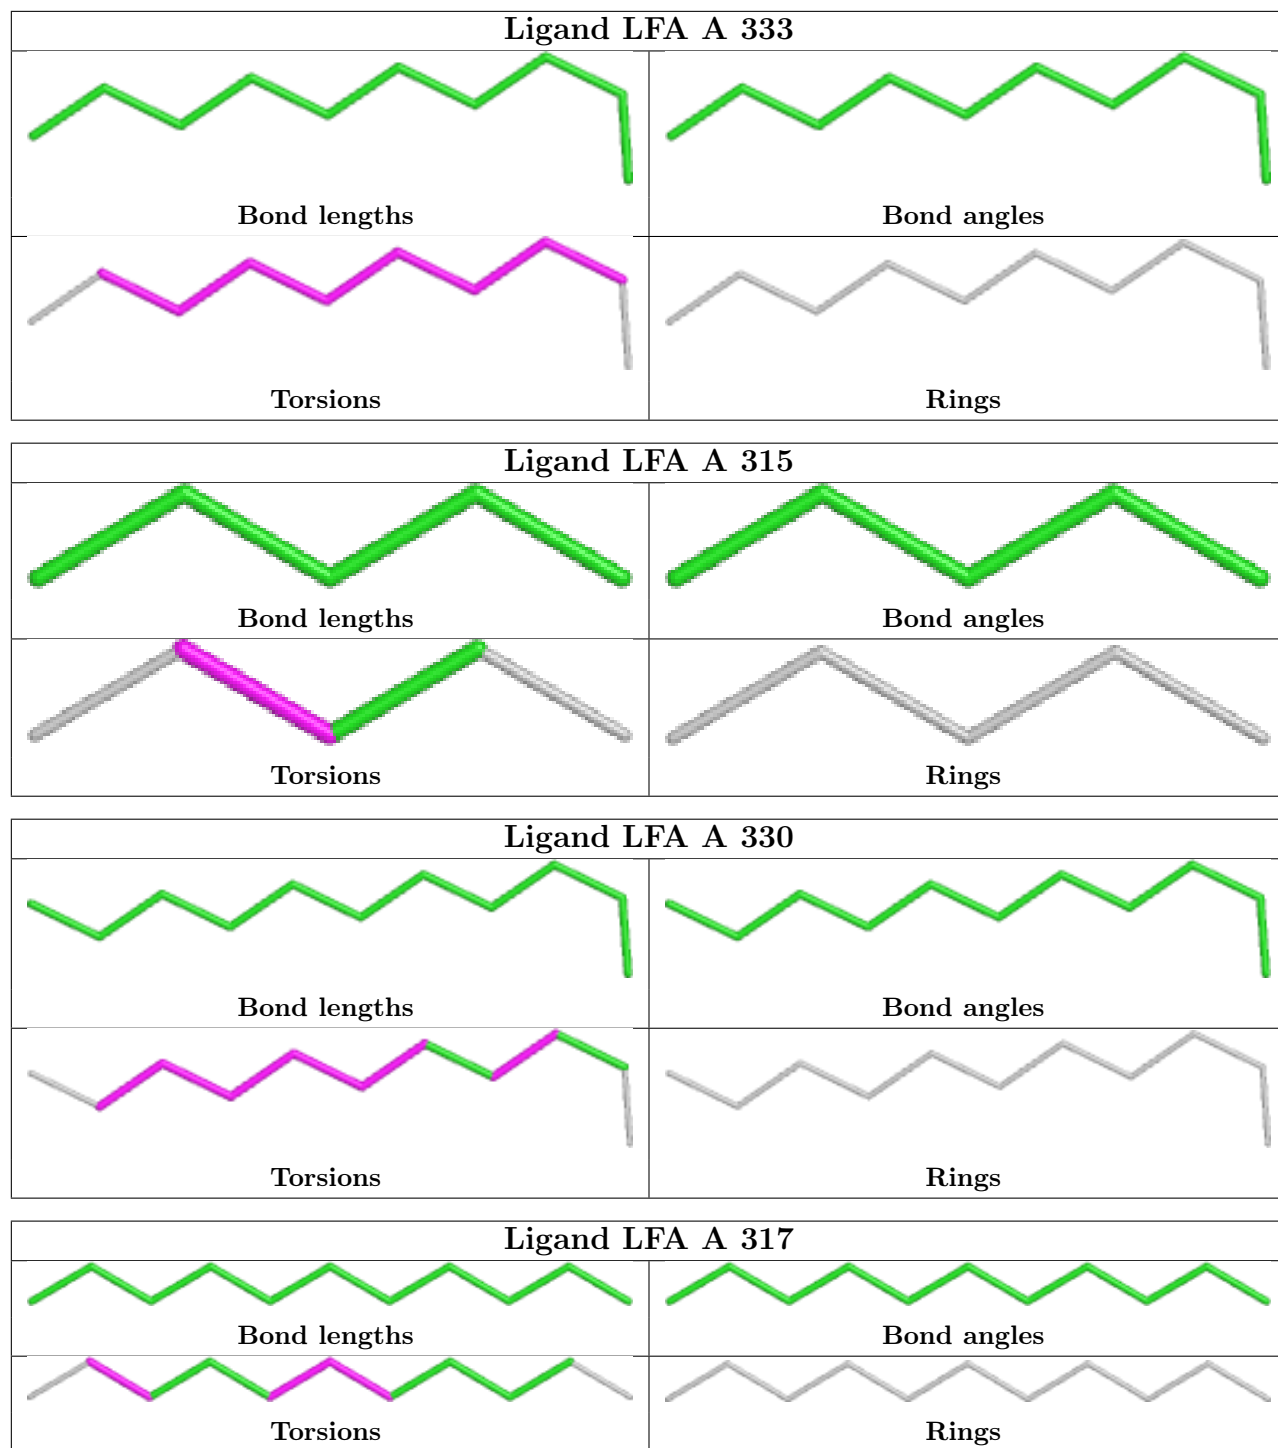 Ligand LFA A 333
Bond lengths
Bond angles
Torsions
Rings
Ligand LFA A 315
Bond lengths
Bond angles
Torsions
Rings
Ligand LFA A 330
Bond lengths
Bond angles
Torsions
Rings
Ligand LFA A 317
Bond lengths
Bond angles
Torsions
Rings